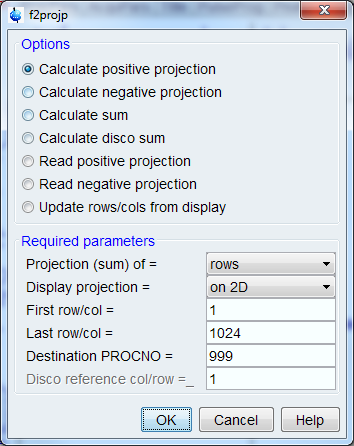 f2projp
Options
Calculate positive projection
Calculate negative projection
Calculate sum
Calculate disco sum
Read positive projection
Read negative projection
Update rows/cols from display
Required parameters
Projection (sum) of = rows
Display projection = on 2D
First row/col = 1
Last row/col = 1024
Destination PROCNO = 999
Disco reference col/row =_ 1
OK Cancel Help